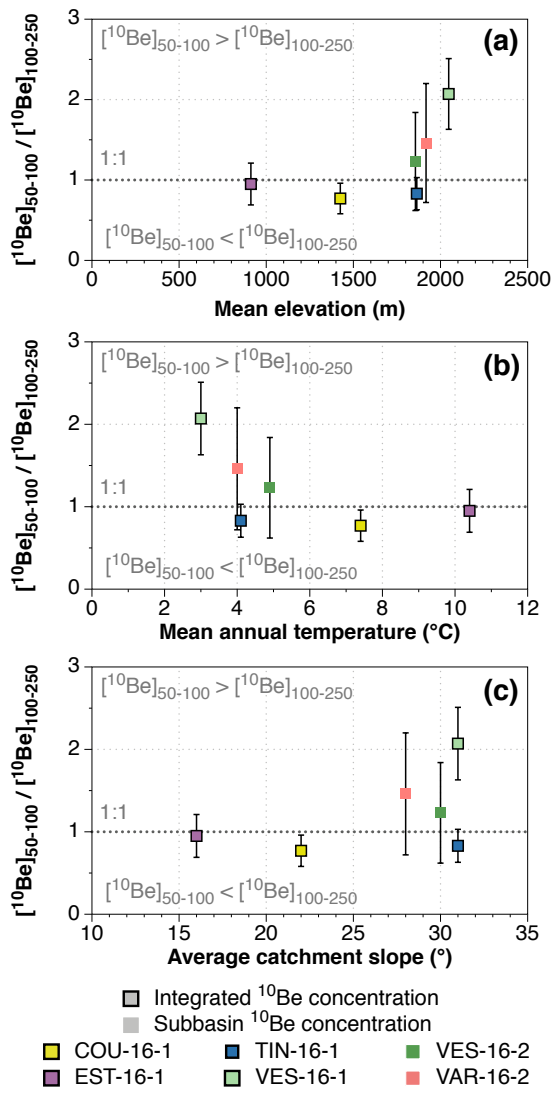 (a)
[¹⁰Be]₅₀₋₁₀₀ > [¹⁰Be]₁₀₀₋₂₅₀
1:1
[¹⁰Be]₅₀₋₁₀₀ < [¹⁰Be]₁₀₀₋₂₅₀
[¹⁰Be]₅₀₋₁₀₀ / [¹⁰Be]₁₀₀₋₂₅₀
3
2
1
0
0 500 1000 1500 2000 2500
Mean elevation (m)
(b)
[¹⁰Be]₅₀₋₁₀₀ > [¹⁰Be]₁₀₀₋₂₅₀
1:1
[¹⁰Be]₅₀₋₁₀₀ < [¹⁰Be]₁₀₀₋₂₅₀
[¹⁰Be]₅₀₋₁₀₀ / [¹⁰Be]₁₀₀₋₂₅₀
3
2
1
0
0 2 4 6 8 10 12
Mean annual temperature (°C)
(c)
[¹⁰Be]₅₀₋₁₀₀ > [¹⁰Be]₁₀₀₋₂₅₀
1:1
[¹⁰Be]₅₀₋₁₀₀ < [¹⁰Be]₁₀₀₋₂₅₀
[¹⁰Be]₅₀₋₁₀₀ / [¹⁰Be]₁₀₀₋₂₅₀
3
2
1
0
10 15 20 25 30 35
Average catchment slope (°)
Integrated ¹⁰Be concentration
Subbasin ¹⁰Be concentration
COU-16-1 TIN-16-1 VES-16-2
EST-16-1 VES-16-1 VAR-16-2